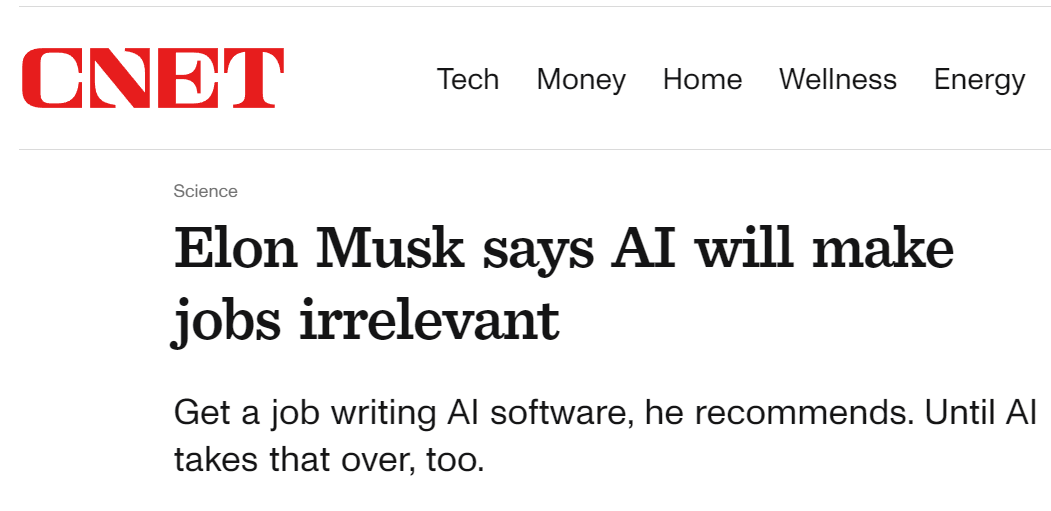 CNET
Tech Money Home Wellness Energy
Science
Elon Musk says AI will make
jobs irrelevant
Get a job writing AI software, he recommends. Until AI
takes that over, too.